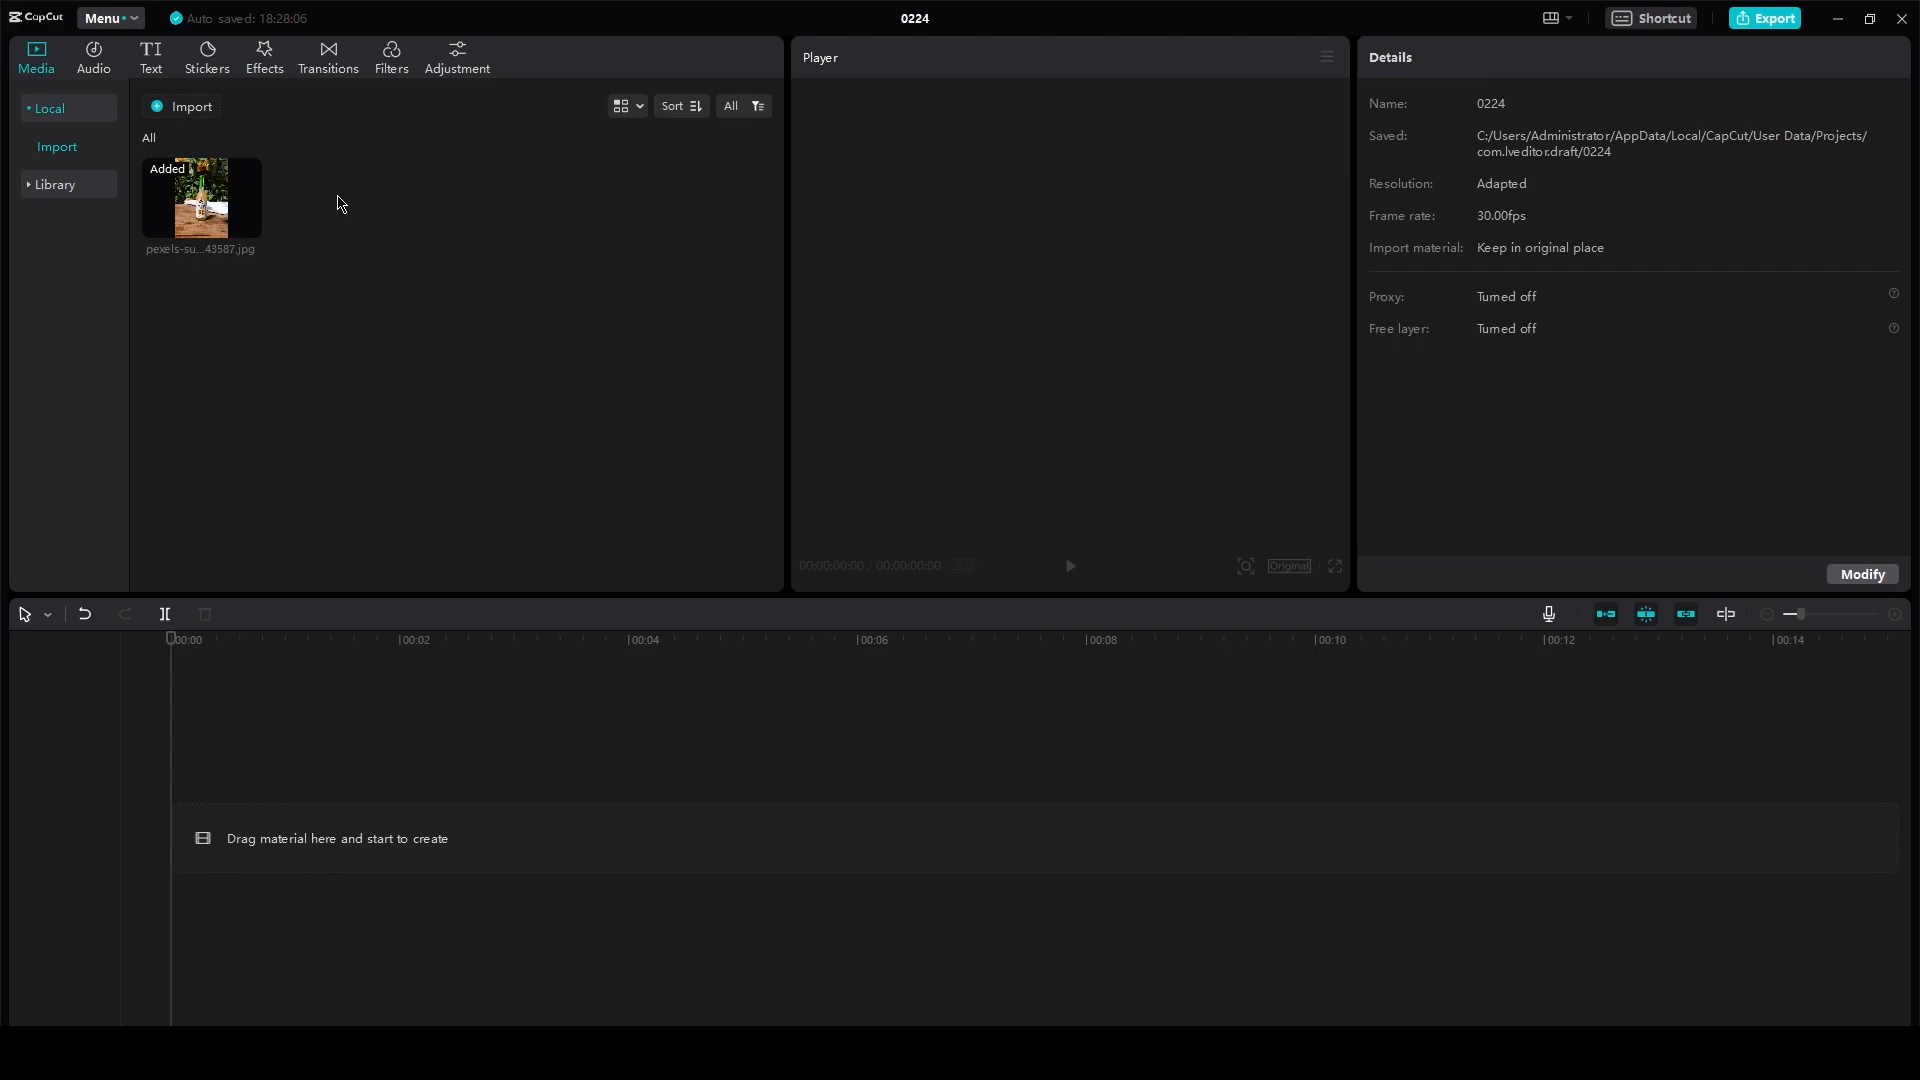 CapCut
Menu
Auto saved: 18:28:06
0224
Shortcut
Export
Media
Audio
Text
Stickers
Effects
Transitions
Filters
Adjustment
Local
Import
Library
Import
Sort
All
All
Added
pexels-su...43587.jpg
Player
00:00:00:00 / 00:00:00:00
Original
Details
Name: 0224
Saved: C:/Users/Administrator/AppData/Local/CapCut/User Data/Projects/
com.lveditor.draft/0224
Resolution: Adapted
Frame rate: 30.00fps
Import material: Keep in original place
Proxy: Turned off
Free layer: Turned off
Modify
00:00
00:02
00:04
00:06
00:08
00:10
00:12
00:14
Drag material here and start to create